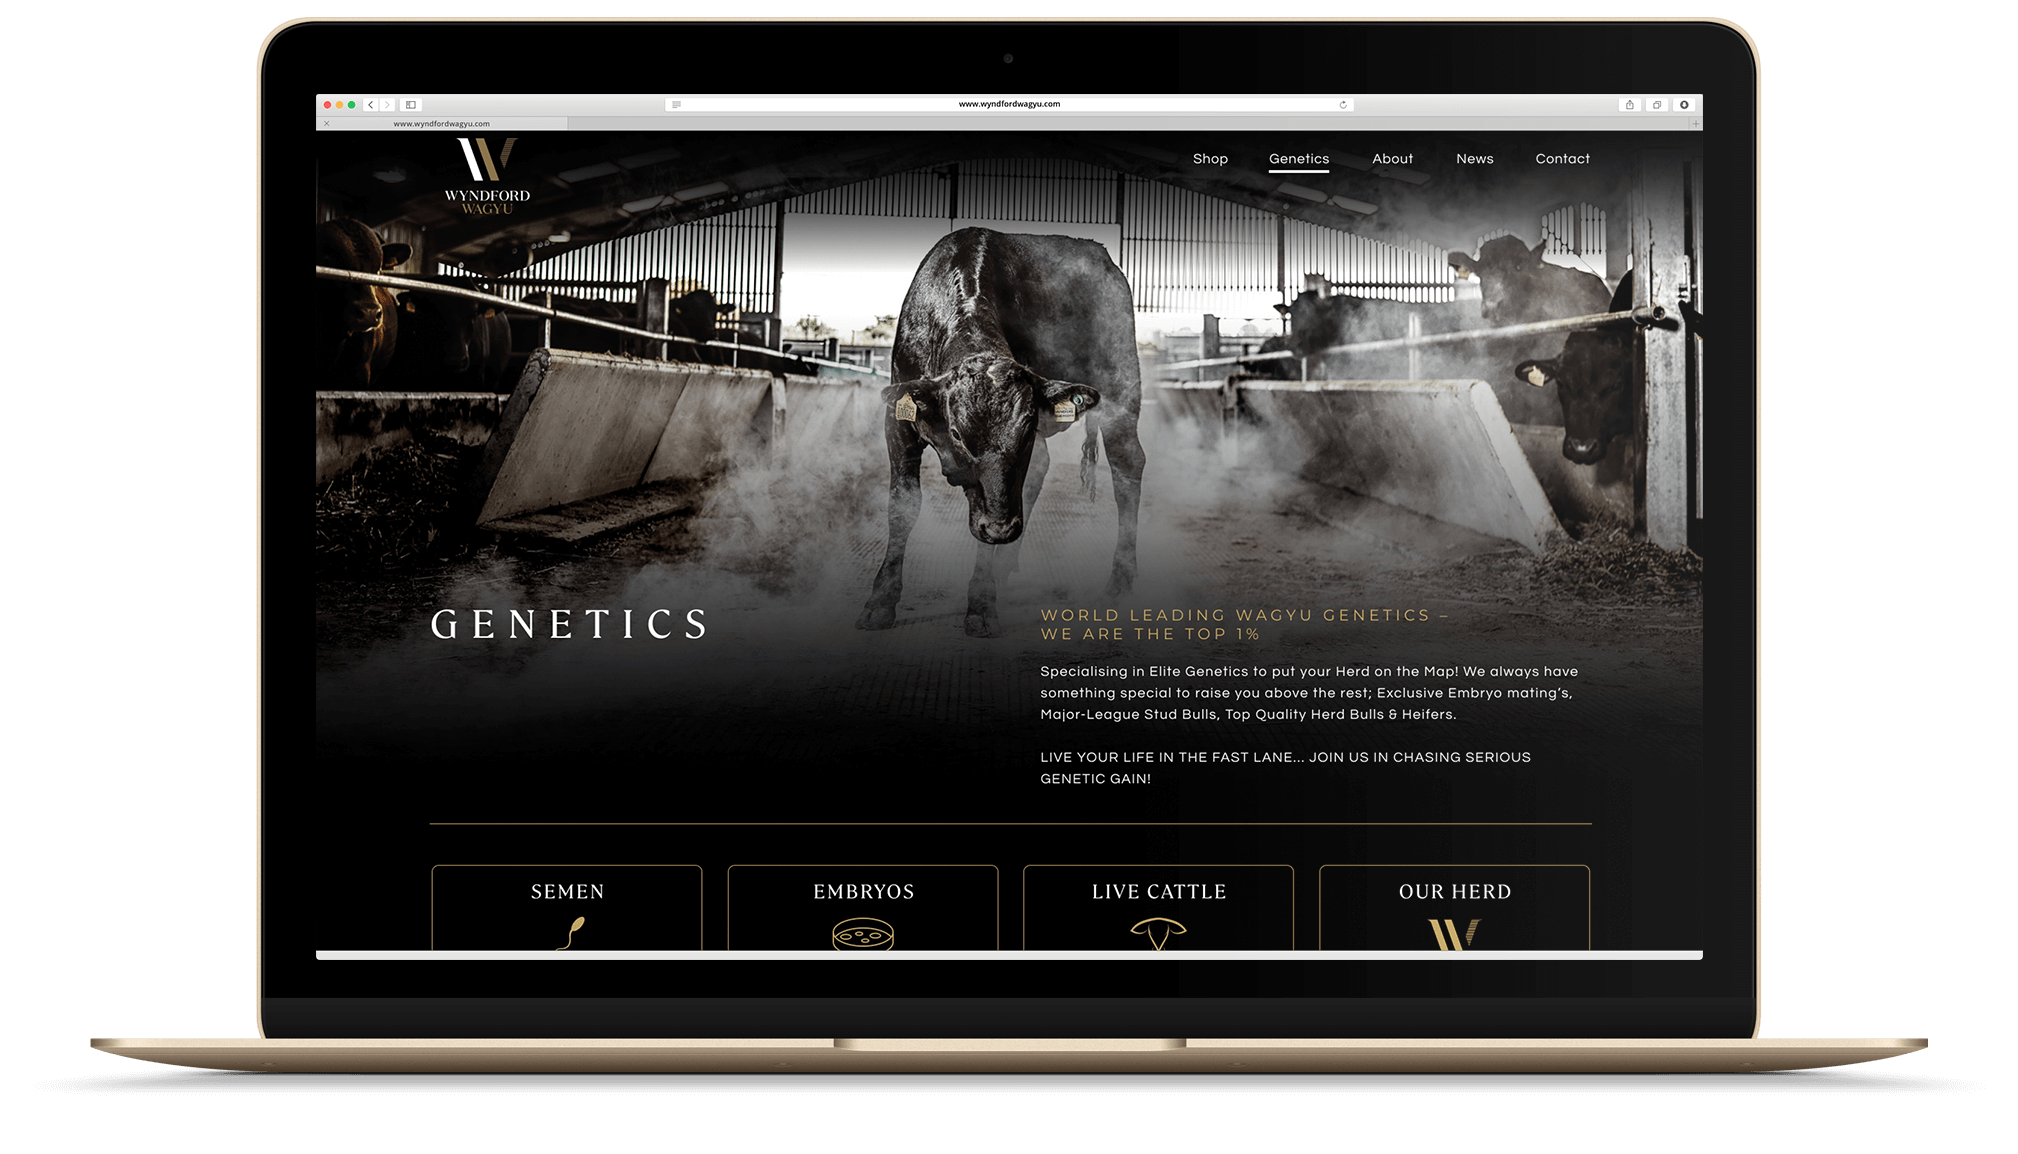 www.wyndfordwagyu.com
www.wyndfordwagyu.com
WYNDFORD
WAGYU
Shop
Genetics
About
News
Contact
GENETICS
WORLD LEADING WAGYU GENETICS –
WE ARE THE TOP 1%
Specialising in Elite Genetics to put your Herd on the Map! We always have
something special to raise you above the rest; Exclusive Embryo mating’s,
Major-League Stud Bulls, Top Quality Herd Bulls & Heifers.
LIVE YOUR LIFE IN THE FAST LANE... JOIN US IN CHASING SERIOUS
GENETIC GAIN!
SEMEN
EMBRYOS
LIVE CATTLE
OUR HERD